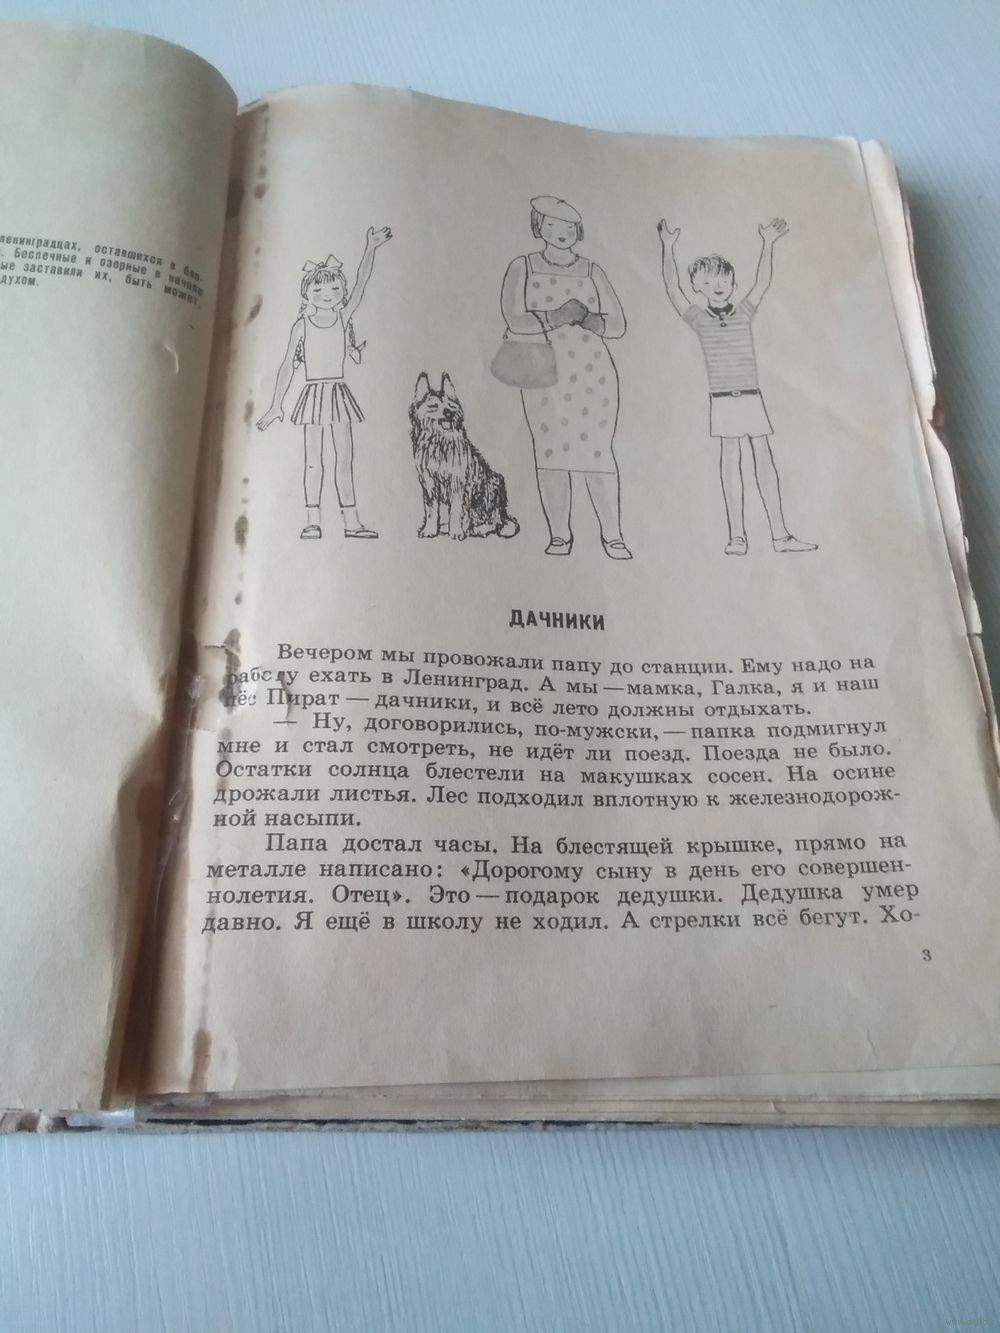 ленинградцах, оставшихся в бло-
Беспечные и озорные в начале
заставили их, быть может,
духом.
ДАЧНИКИ
Вечером мы провожали папу до станции. Ему надо на
работу ехать в Ленинград. А мы — мамка, Галка, я и наш
пёс Пират — дачники, и всё лето должны отдыхать.
— Ну, договорились, по-мужски, — папка подмигнул
мне и стал смотреть, не идёт ли поезд. Поезда не было.
Остатки солнца блестели на макушках сосен. На осине
дрожали листья. Лес подходил вплотную к железнодорож-
ной насыпи.
Папа достал часы. На блестящей крышке, прямо на
металле написано: «Дорогому сыну в день его совершен-
нолетия. Отец». Это — подарок дедушки. Дедушка умер
давно. Я ещё в школу не ходил. А стрелки всё бегут. Хо-
3